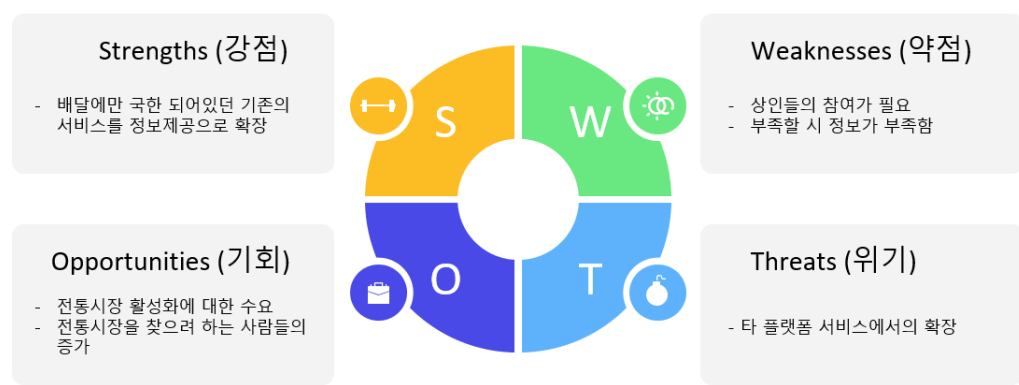 Strengths (강점)
- 배달에만 국한 되어있던 기존의
서비스를 정보제공으로 확장
Weaknesses (약점)
- 상인들의 참여가 필요
- 부족할 시 정보가 부족함
S
W
O
T
Opportunities (기회)
- 전통시장 활성화에 대한 수요
- 전통시장을 찾으려 하는 사람들의
증가
Threats (위기)
- 타 플랫폼 서비스에서의 확장